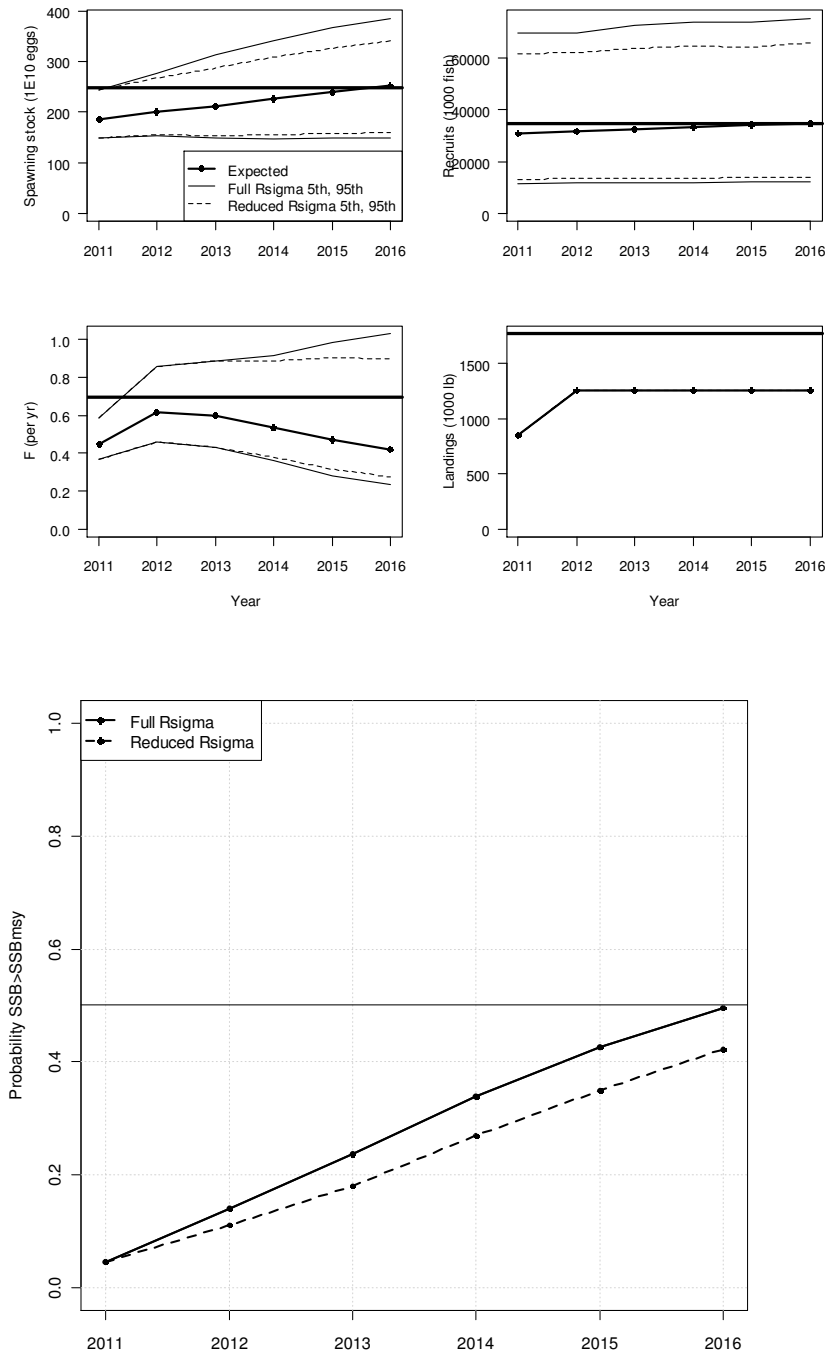 Spawning stock (1E10 eggs)
400
300
200
100
0
Expected
Full Rsigma 5th, 95th
Reduced Rsigma 5th, 95th
2011 2012 2013 2014 2015 2016
Recruits (1000 fish)
60000
40000
20000
0
2011 2012 2013 2014 2015 2016
F (per yr)
1.0
0.8
0.6
0.4
0.2
0.0
2011 2012 2013 2014 2015 2016
Year
Landings (1000 lb)
1500
1000
500
0
2011 2012 2013 2014 2015 2016
Year
Probability SSB>SSBmsy
1.0
0.8
0.6
0.4
0.2
0.0
Full Rsigma
Reduced Rsigma
2011 2012 2013 2014 2015 2016